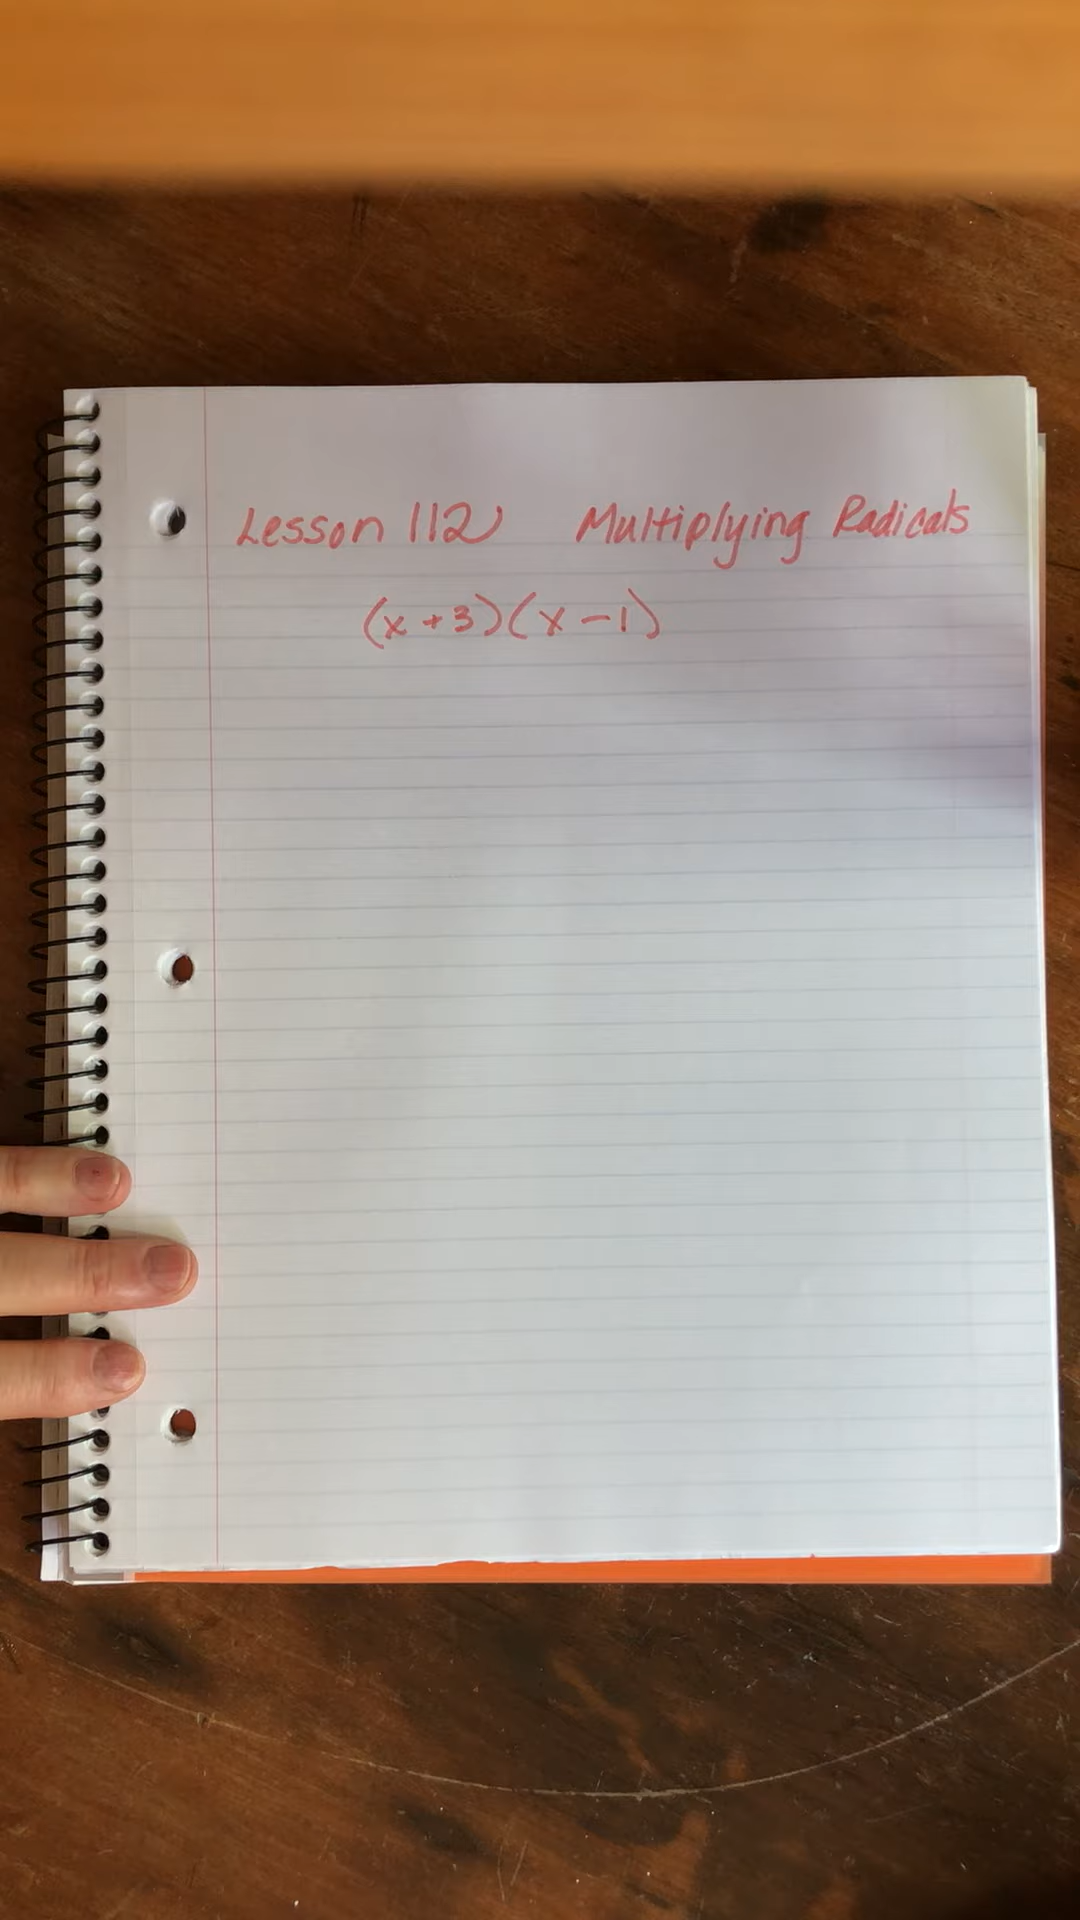 Lesson 112 Multiplying Radicals
(x + 3)(x - 1)